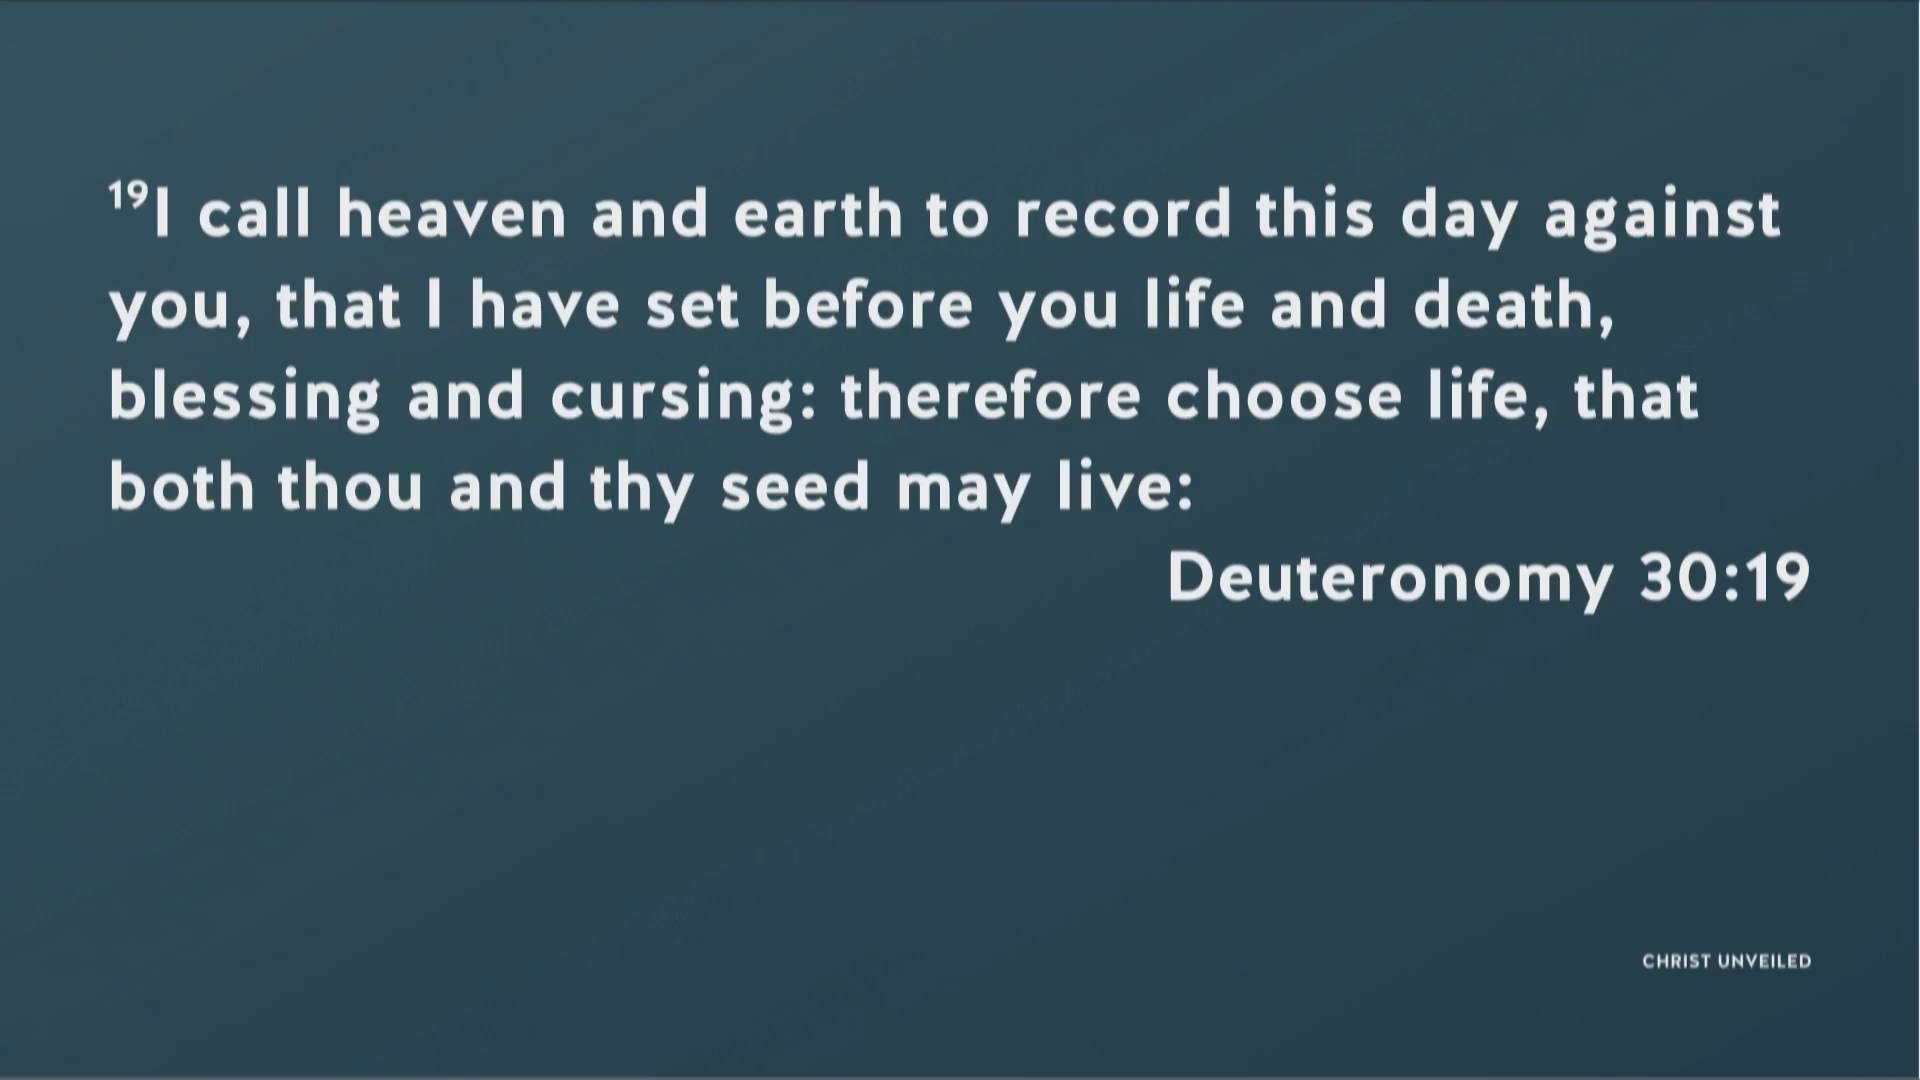 ¹⁹I call heaven and earth to record this day against
you, that I have set before you life and death,
blessing and cursing: therefore choose life, that
both thou and thy seed may live:
Deuteronomy 30:19
CHRIST UNVEILED